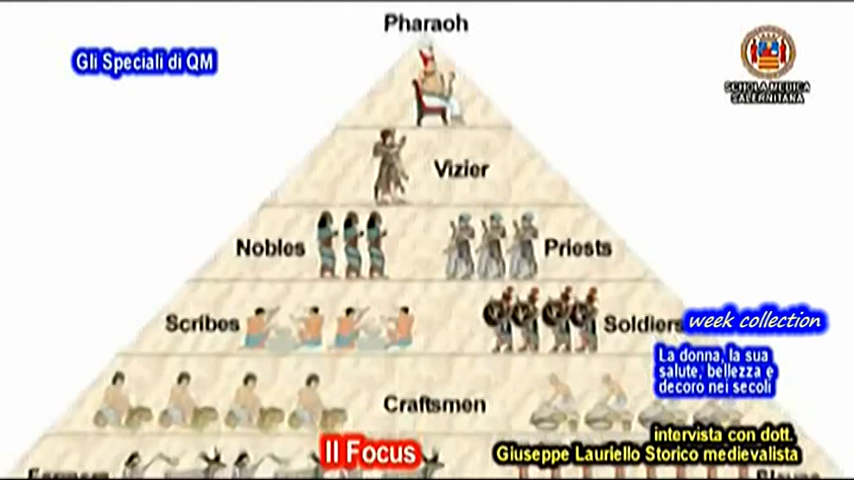 Pharaoh
Gli Speciali di QM
SCHOLA MEDICA
SALERNITANA
Vizier
Nobles
Priests
Scribes
Soldiers
week collection
La donna, la sua
salute, bellezza e
decoro nei secoli
Craftsmen
Il Focus
intervista con dott.
Giuseppe Lauriello Storico medievalista